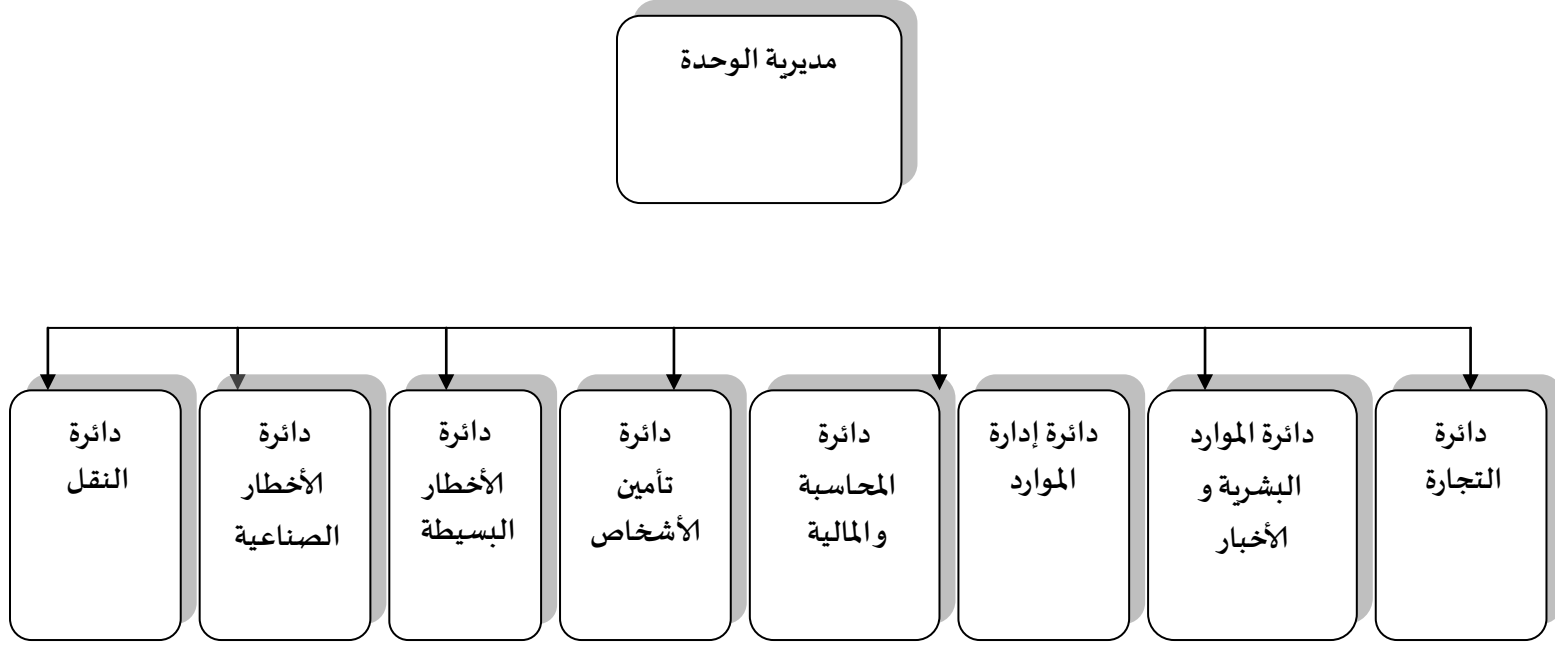 مديرية الوحدة
دائرة
التجارة
دائرة الموارد
البشرية و
الأخبار
دائرة إدارة
الموارد
دائرة
المحاسبة
والمالية
دائرة
تأمين
الأشخاص
دائرة
الأخطار
البسيطة
دائرة
الأخطار
الصناعية
دائرة
النقل